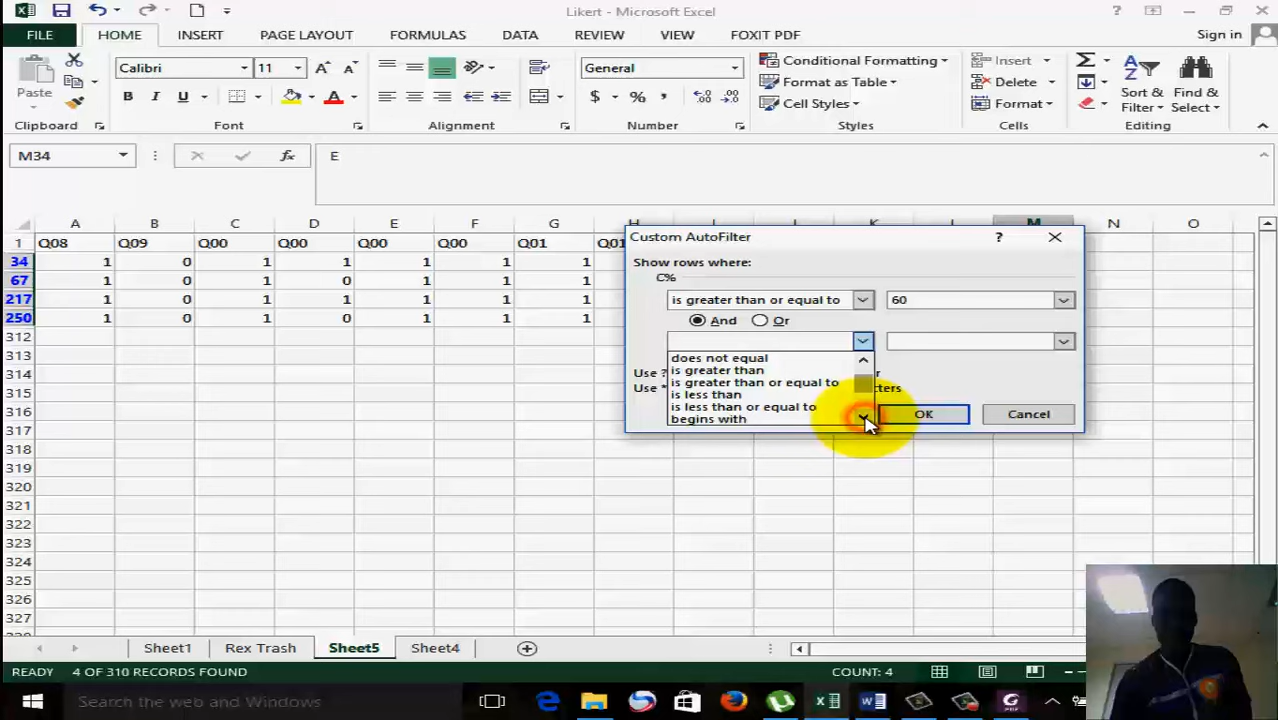 Likert - Microsoft Excel
FILE HOME INSERT PAGE LAYOUT FORMULAS DATA REVIEW VIEW FOXIT PDF Sign in
Paste Calibri 11 General Conditional Formatting Insert
B I U $ % , Format as Table Delete Sort & Find &
Cell Styles Format Filter Select
Clipboard Font Alignment Number Styles Cells Editing
M34 fx E
A B C D E F G M N O
1 Q08 Q09 Q00 Q00 Q00 Q00 Q01 Q01
34 1 0 1 1 1 1 1
67 1 0 1 0 1 1 1
217 1 0 1 1 1 1 1
250 1 0 1 0 1 1 1
312
313
314
315
316
317
318
319
320
321
322
323
324
325
326
327
Custom AutoFilter ?
Show rows where:
C%
is greater than or equal to 60
And Or
does not equal
is greater than
is greater than or equal to
is less than
is less than or equal to
begins with
Use ?
Use *
OK Cancel
Sheet1 Rex Trash Sheet5 Sheet4
READY 4 OF 310 RECORDS FOUND COUNT: 4
Search the web and Windows